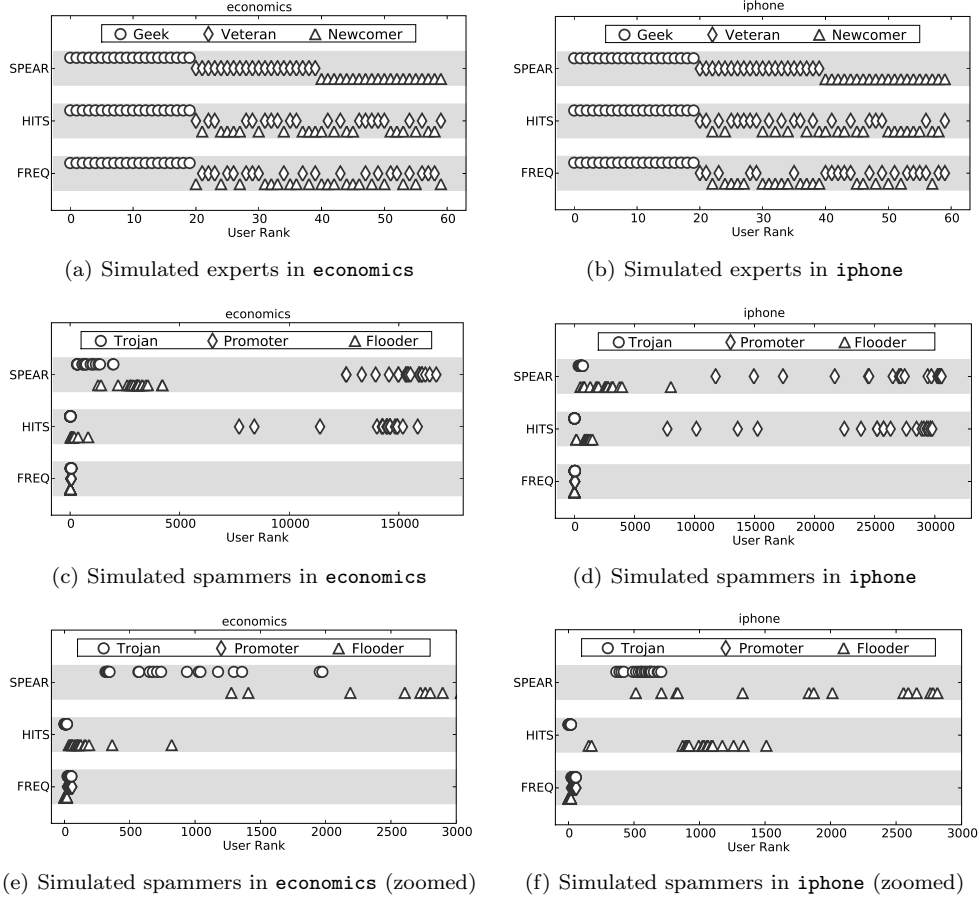 economics
Geek Veteran Newcomer
SPEAR
HITS
FREQ
0 10 20 30 40 50 60
User Rank
(a) Simulated experts in economics
iphone
Geek Veteran Newcomer
SPEAR
HITS
FREQ
0 10 20 30 40 50 60
User Rank
(b) Simulated experts in iphone
economics
Trojan Promoter Flooder
SPEAR
HITS
FREQ
0 5000 10000 15000
User Rank
(c) Simulated spammers in economics
iphone
Trojan Promoter Flooder
SPEAR
HITS
FREQ
0 5000 10000 15000 20000 25000 30000
User Rank
(d) Simulated spammers in iphone
economics
Trojan Promoter Flooder
SPEAR
HITS
FREQ
0 500 1000 1500 2000 2500 3000
User Rank
(e) Simulated spammers in economics (zoomed)
iphone
Trojan Promoter Flooder
SPEAR
HITS
FREQ
0 500 1000 1500 2000 2500 3000
User Rank
(f) Simulated spammers in iphone (zoomed)